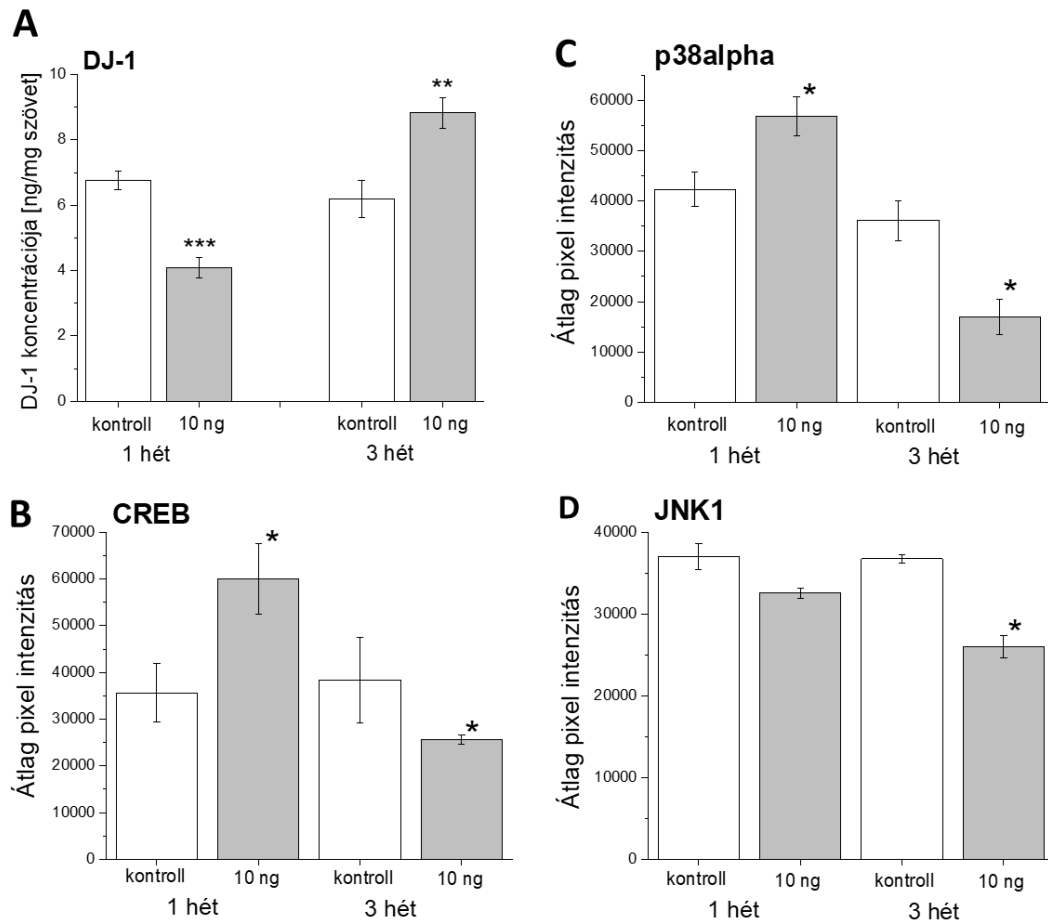 A
DJ-1
DJ-1 koncentrációja [ng/mg szövet]
10
8
6
4
2
0
***
**
kontroll 10 ng kontroll 10 ng
1 hét 3 hét
C
p38alpha
Átlag pixel intenzitás
60000
50000
40000
30000
20000
10000
0
*
*
kontroll 10 ng kontroll 10 ng
1 hét 3 hét
B
CREB
Átlag pixel intenzitás
70000
60000
50000
40000
30000
20000
10000
0
*
*
kontroll 10 ng kontroll 10 ng
1 hét 3 hét
D
JNK1
Átlag pixel intenzitás
40000
30000
20000
10000
0
*
kontroll 10 ng kontroll 10 ng
1 hét 3 hét